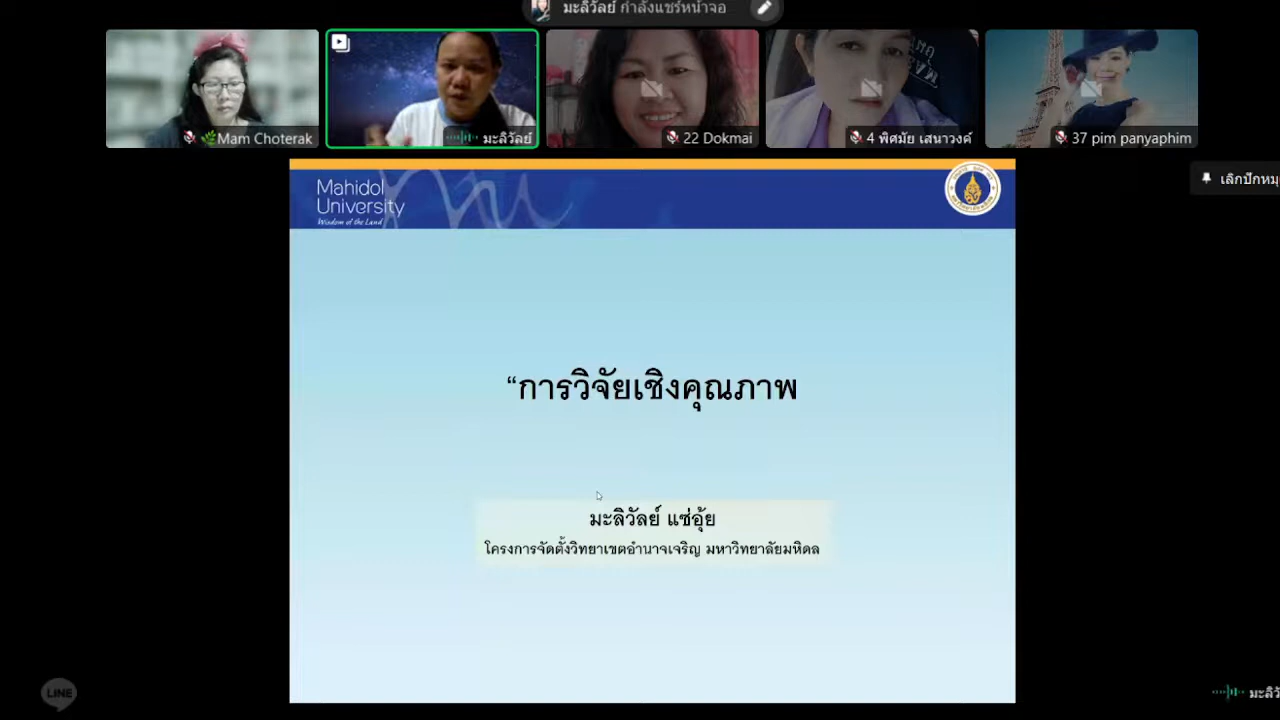 มะลิวัลย์ กำลังแชร์หน้าจอ
🌿Mam Choterak
มะลิวัลย์
22 Dokmai
4 พิศมัย เสนาวงค์
37 pim panyaphim
เลิกปักหมุ
Mahidol
University
Wisdom of the Land
“การวิจัยเชิงคุณภาพ
มะลิวัลย์ แซ่อุ้ย
โครงการจัดตั้งวิทยาเขตอำนาจเจริญ มหาวิทยาลัยมหิดล
LINE
มะลิวั